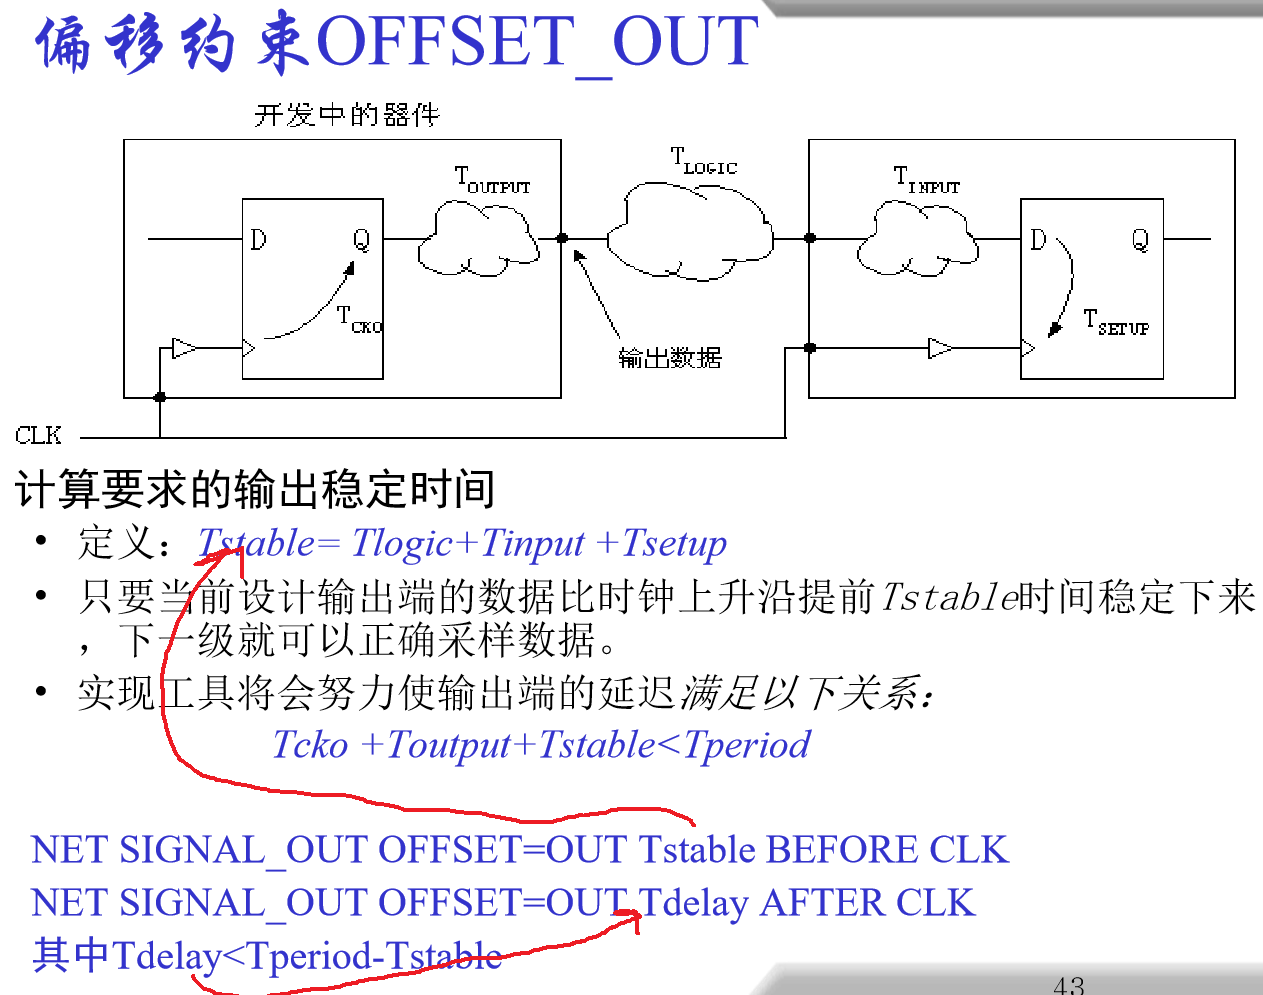 偏移约束OFFSET_OUT
开发中的器件
TOUTPUT
TLOGIC
TINPUT
D
Q
D
Q
TCKO
TSETUP
输出数据
CLK
计算要求的输出稳定时间
• 定义：Tstable= Tlogic+Tinput +Tsetup
• 只要当前设计输出端的数据比时钟上升沿提前Tstable时间稳定下来
，下一级就可以正确采样数据。
• 实现工具将会努力使输出端的延迟满足以下关系：
Tcko +Toutput+Tstable<Tperiod
NET SIGNAL_OUT OFFSET=OUT Tstable BEFORE CLK
NET SIGNAL_OUT OFFSET=OUT Tdelay AFTER CLK
其中Tdelay<Tperiod-Tstable
43